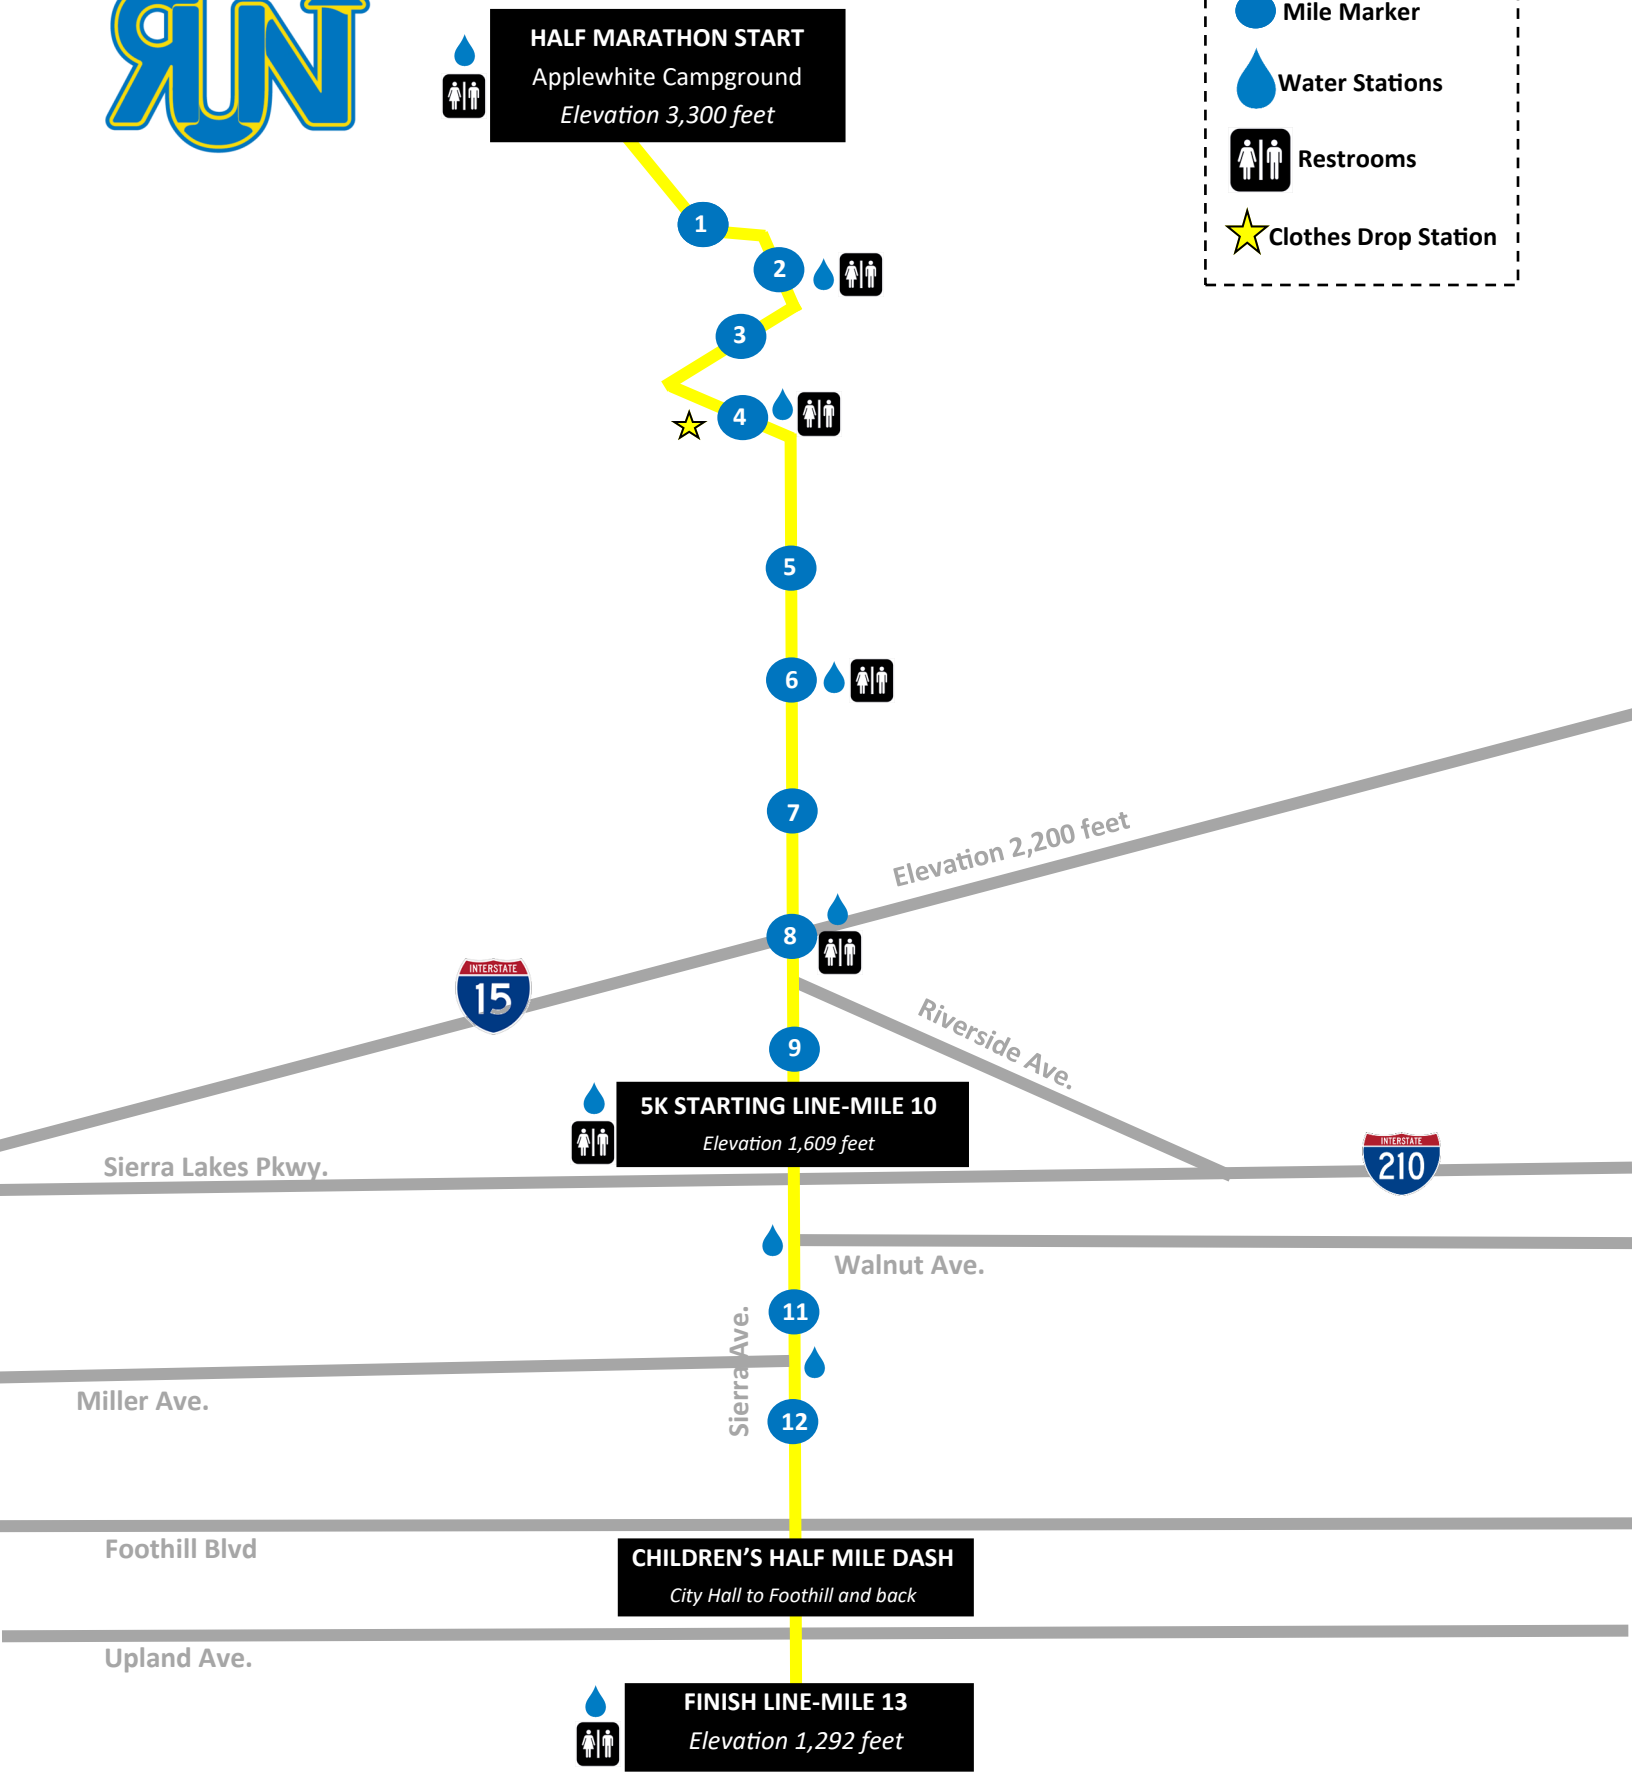 RUN
HALF MARATHON START
Applewhite Campground
Elevation 3,300 feet
Mile Marker
Water Stations
Restrooms
Clothes Drop Station
1
2
3
4
5
6
7
Elevation 2,200 feet
8
INTERSTATE
15
Riverside Ave.
9
5K STARTING LINE-MILE 10
Elevation 1,609 feet
Sierra Lakes Pkwy.
INTERSTATE
210
Walnut Ave.
11
Sierra Ave.
Miller Ave.
12
Foothill Blvd
CHILDREN'S HALF MILE DASH
City Hall to Foothill and back
Upland Ave.
FINISH LINE-MILE 13
Elevation 1,292 feet